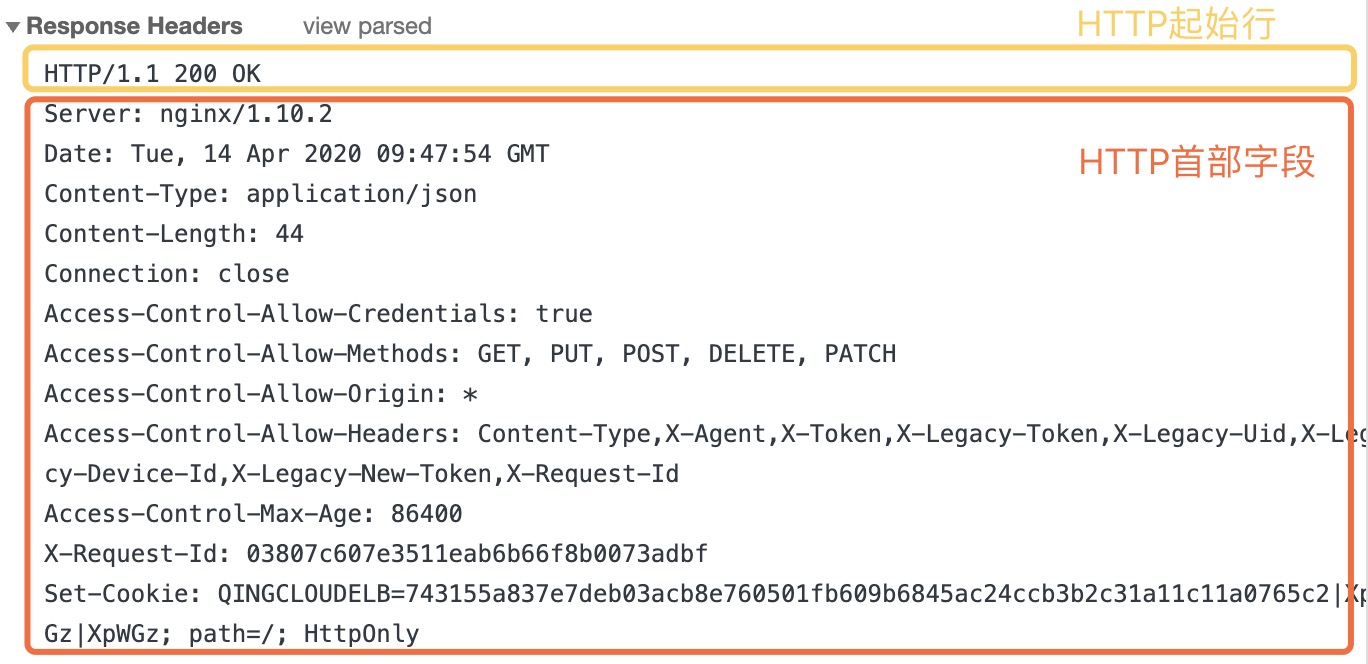 Response Headers view parsed HTTP起始行
HTTP/1.1 200 OK
Server: nginx/1.10.2
Date: Tue, 14 Apr 2020 09:47:54 GMT
HTTP首部字段
Content-Type: application/json
Content-Length: 44
Connection: close
Access-Control-Allow-Credentials: true
Access-Control-Allow-Methods: GET, PUT, POST, DELETE, PATCH
Access-Control-Allow-Origin: *
Access-Control-Allow-Headers: Content-Type,X-Agent,X-Token,X-Legacy-Token,X-Legacy-Uid,X-Leg
cy-Device-Id,X-Legacy-New-Token,X-Request-Id
Access-Control-Max-Age: 86400
X-Request-Id: 03807c607e3511eab6b66f8b0073adbf
Set-Cookie: QINGCLOUDELB=743155a837e7deb03acb8e760501fb609b6845ac24ccb3b2c31a11c11a0765c2|Xp
Gz|XpWGz; path=/; HttpOnly